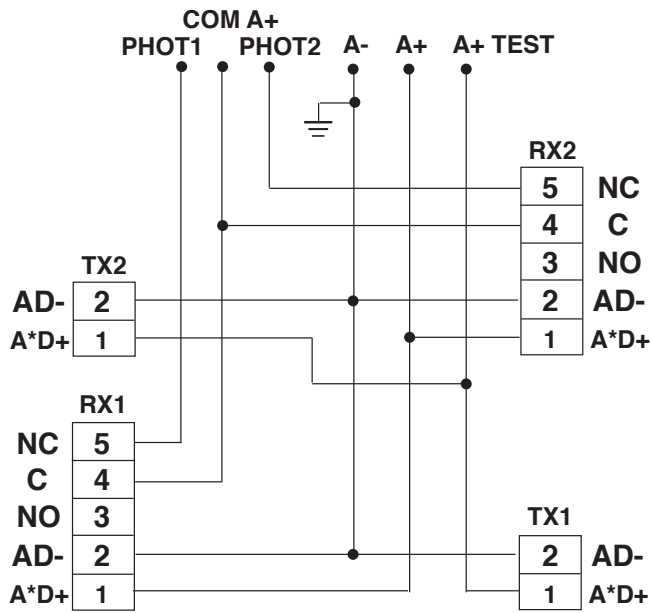 COM A+
PHOT1 PHOT2 A- A+ A+ TEST
RX2
5 NC
4 C
3 NO
2 AD-
1 A*D+
TX2
AD- 2
A*D+ 1
RX1
NC 5
C 4
NO 3
AD- 2
A*D+ 1
TX1
2 AD-
1 A*D+